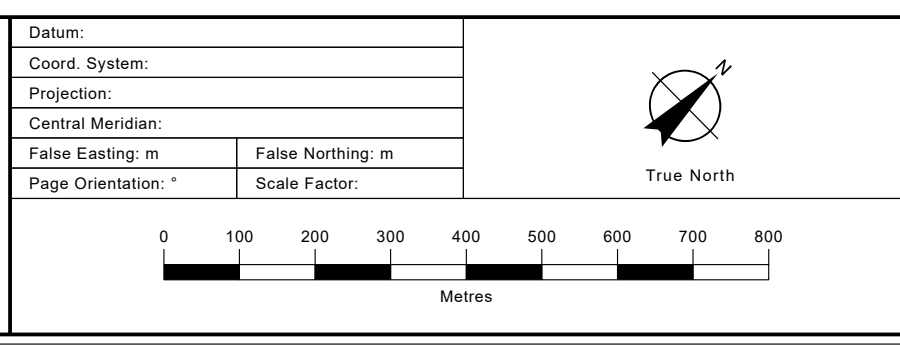 Datum:
Coord. System:
Projection:
Central Meridian:
False Easting: m
False Northing: m
Page Orientation: °
Scale Factor:
N
True North
0 100 200 300 400 500 600 700 800
Metres